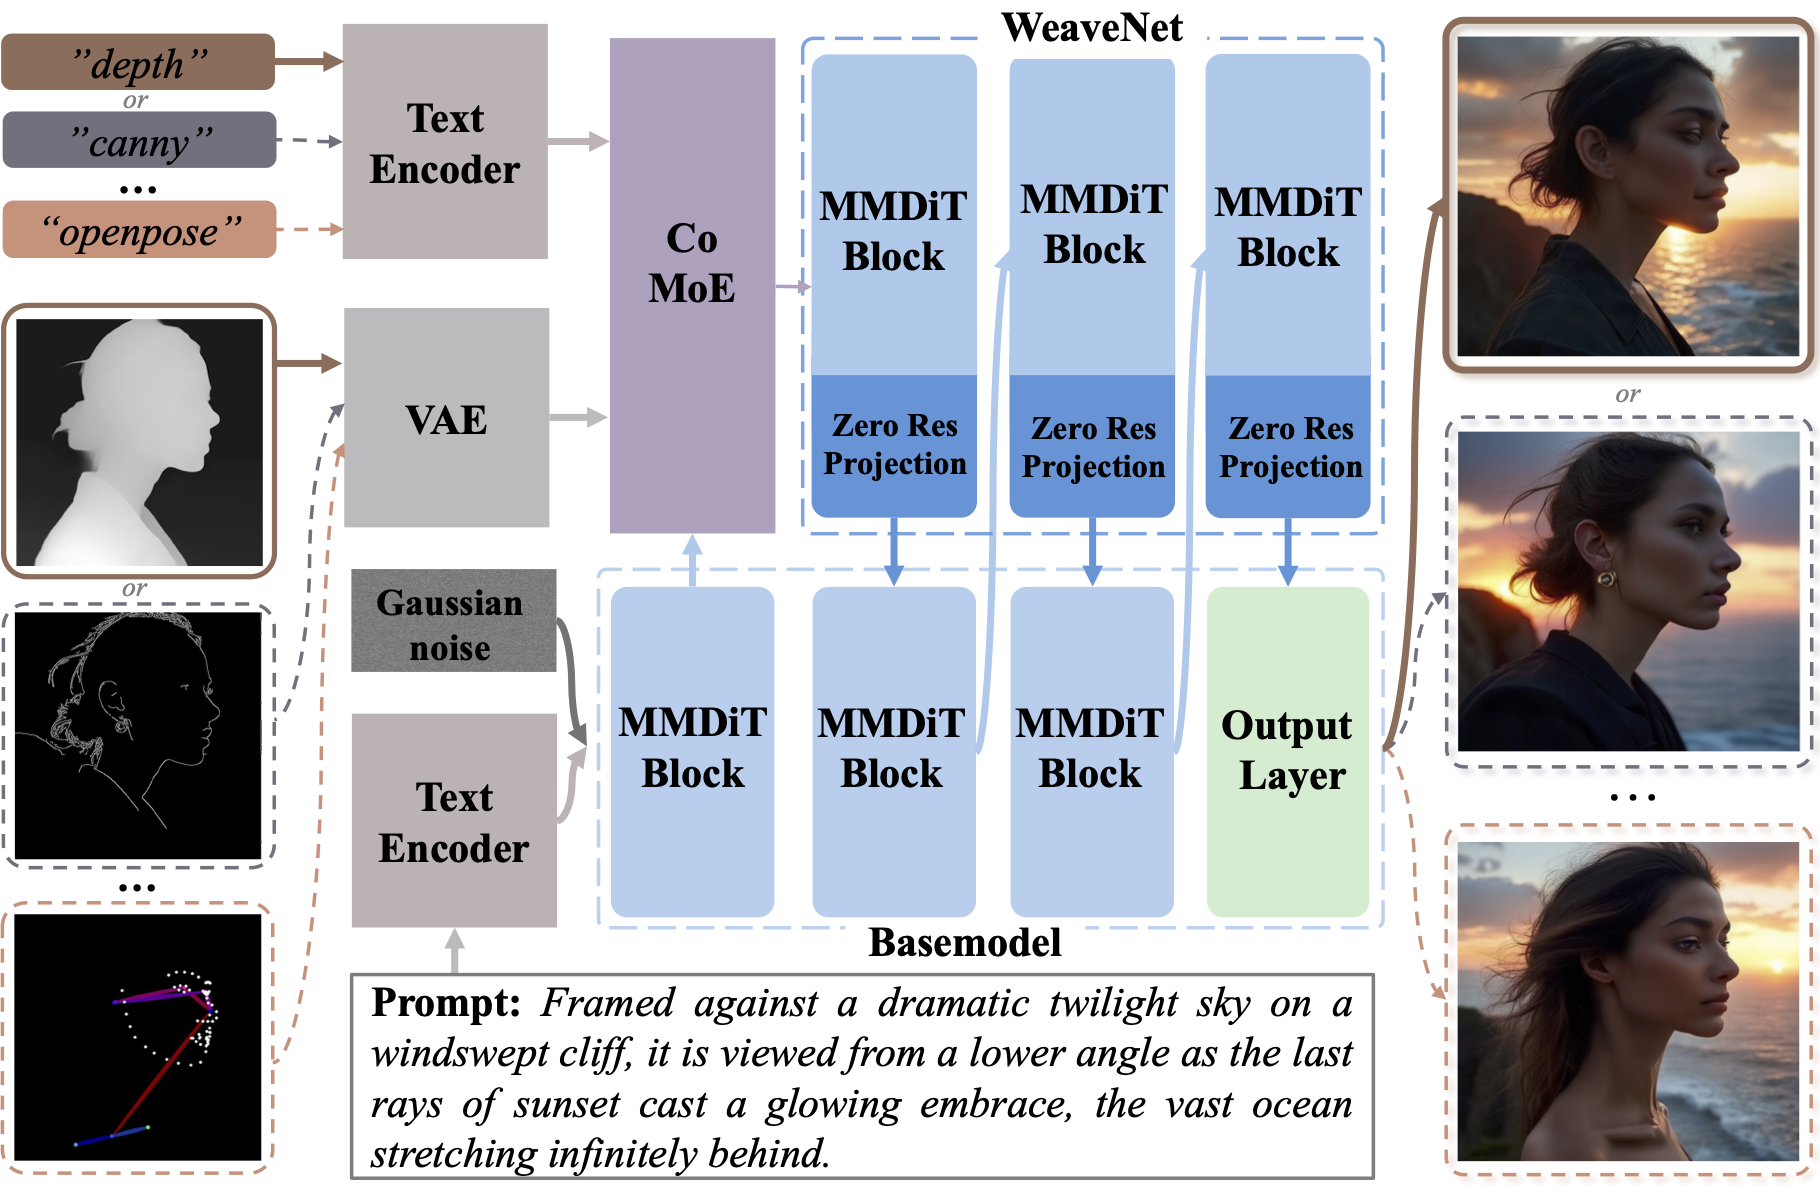 ”depth”
or
”canny”
...
“openpose”
Text
Encoder
or
...
VAE
Co
MoE
WeaveNet
MMDiT
Block
Zero Res
Projection
MMDiT
Block
Zero Res
Projection
MMDiT
Block
Zero Res
Projection
Gaussian
noise
Text
Encoder
MMDiT
Block
MMDiT
Block
MMDiT
Block
Output
Layer
Basemodel
Prompt: Framed against a dramatic twilight sky on a
windswept cliff, it is viewed from a lower angle as the last
rays of sunset cast a glowing embrace, the vast ocean
stretching infinitely behind.
or
...